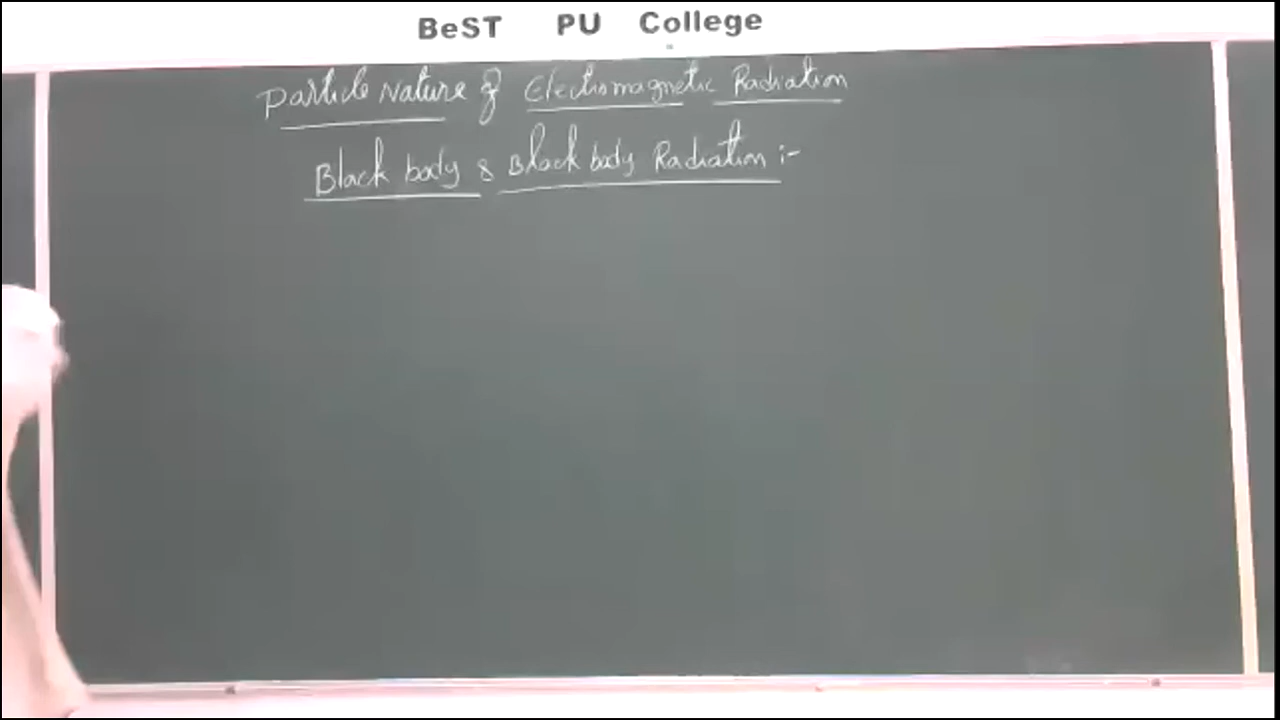 BeST PU College
Particle Nature of Electromagnetic Radiation
Black body & Black body Radiation :-